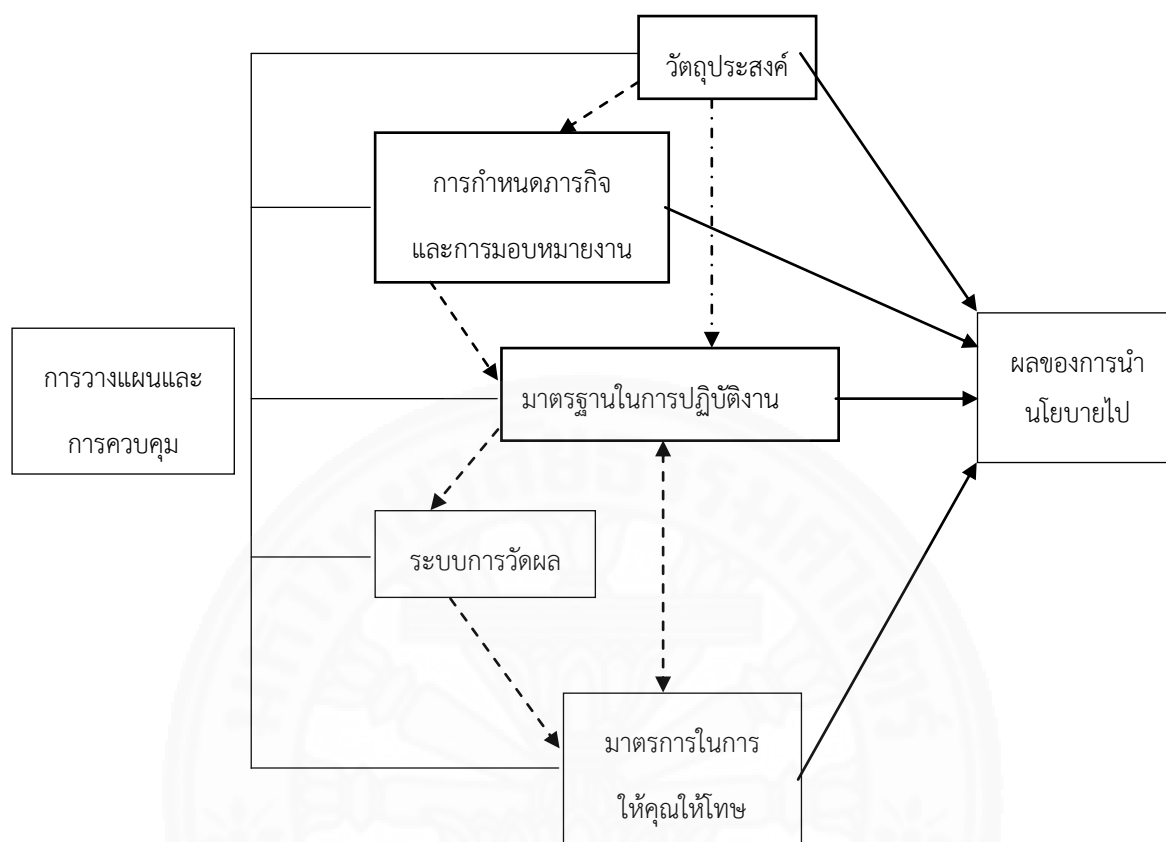 วัตถุประสงค์
การกำหนดภารกิจ
และการมอบหมายงาน
การวางแผนและ
การควบคุม
มาตรฐานในการปฏิบัติงาน
ผลของการนำ
นโยบายไป
ระบบการวัดผล
มาตรการในการ
ให้คุณให้โทษ